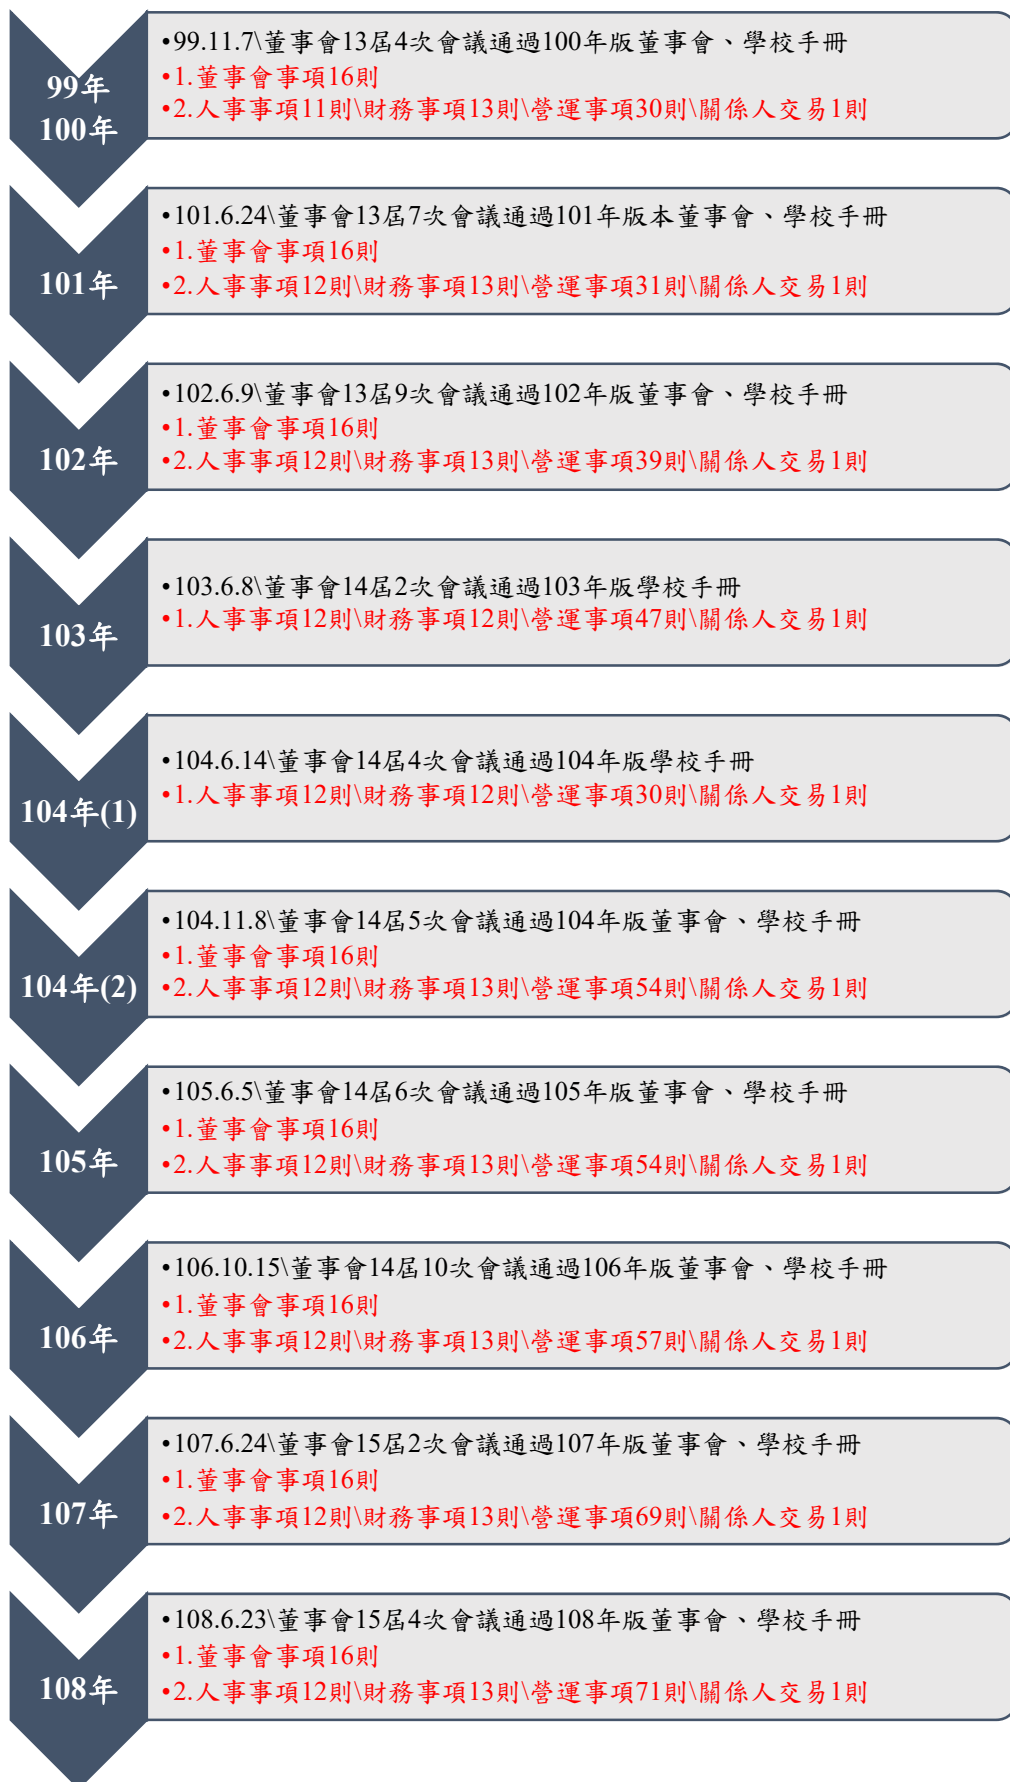 99年
100年
•99.11.7\董事會13屆4次會議通過100年版董事會、學校手冊
•1.董事會事項16則
•2.人事事項11則\財務事項13則\營運事項30則\關係人交易1則
101年
•101.6.24\董事會13屆7次會議通過101年版本董事會、學校手冊
•1.董事會事項16則
•2.人事事項12則\財務事項13則\營運事項31則\關係人交易1則
102年
•102.6.9\董事會13屆9次會議通過102年版董事會、學校手冊
•1.董事會事項16則
•2.人事事項12則\財務事項13則\營運事項39則\關係人交易1則
103年
•103.6.8\董事會14屆2次會議通過103年版學校手冊
•1.人事事項12則\財務事項12則\營運事項47則\關係人交易1則
104年(1)
•104.6.14\董事會14屆4次會議通過104年版學校手冊
•1.人事事項12則\財務事項12則\營運事項30則\關係人交易1則
104年(2)
•104.11.8\董事會14屆5次會議通過104年版董事會、學校手冊
•1.董事會事項16則
•2.人事事項12則\財務事項13則\營運事項54則\關係人交易1則
105年
•105.6.5\董事會14屆6次會議通過105年版董事會、學校手冊
•1.董事會事項16則
•2.人事事項12則\財務事項13則\營運事項54則\關係人交易1則
106年
•106.10.15\董事會14屆10次會議通過106年版董事會、學校手冊
•1.董事會事項16則
•2.人事事項12則\財務事項13則\營運事項57則\關係人交易1則
107年
•107.6.24\董事會15屆2次會議通過107年版董事會、學校手冊
•1.董事會事項16則
•2.人事事項12則\財務事項13則\營運事項69則\關係人交易1則
108年
•108.6.23\董事會15屆4次會議通過108年版董事會、學校手冊
•1.董事會事項16則
•2.人事事項12則\財務事項13則\營運事項71則\關係人交易1則